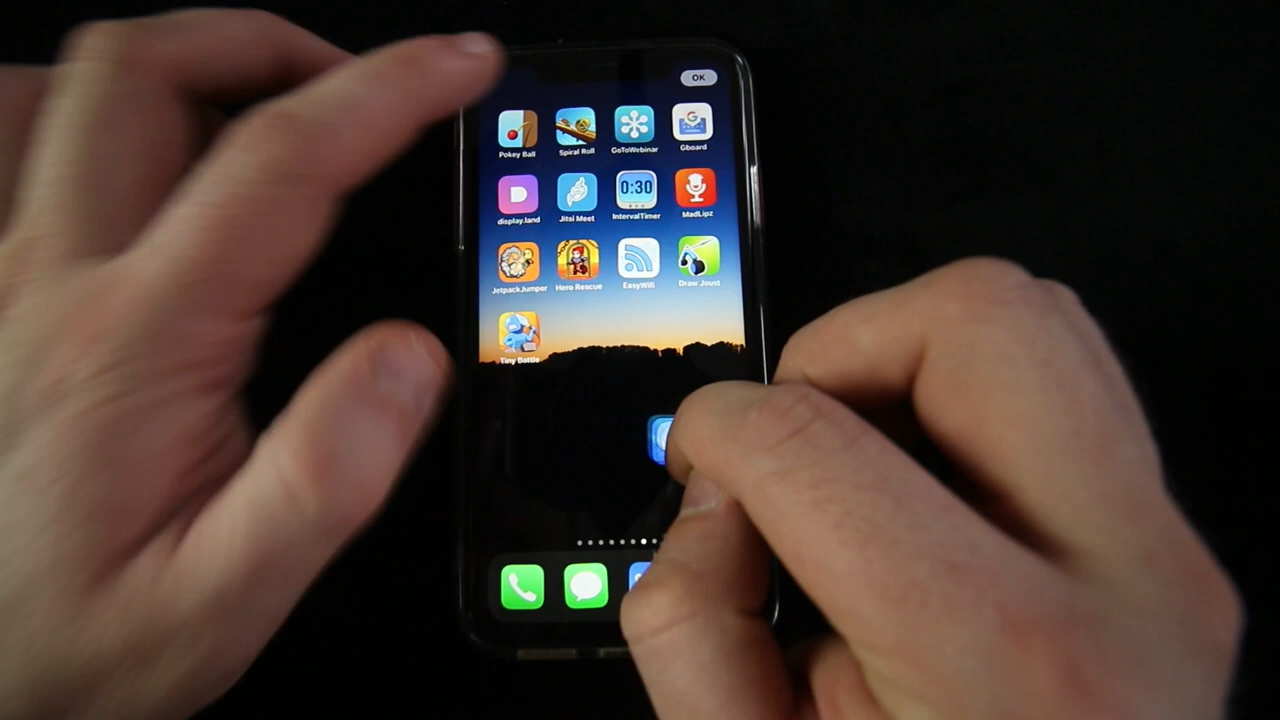 OK
Pokey Ball Spiral Roll GoToWebinar Gboard
0:30
display.land Jitsi Meet IntervalTimer MadLipz
JetpackJumper Hero Rescue EasyWifi Draw Joust
Tiny Battle